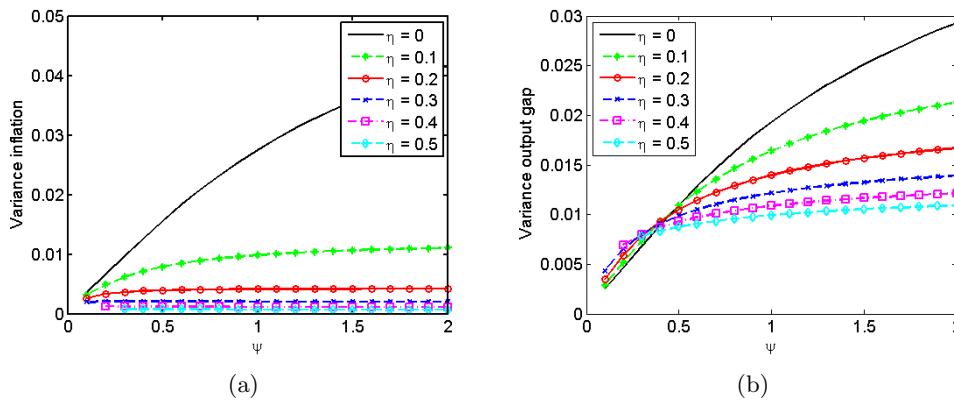 0.05
0.04
0.03
0.02
0.01
0
0
0.5
1
1.5
2
Variance inflation
ψ
η = 0
η = 0.1
η = 0.2
η = 0.3
η = 0.4
η = 0.5
(a)
0.03
0.025
0.02
0.015
0.01
0.005
0
0
0.5
1
1.5
2
Variance output gap
ψ
η = 0
η = 0.1
η = 0.2
η = 0.3
η = 0.4
η = 0.5
(b)